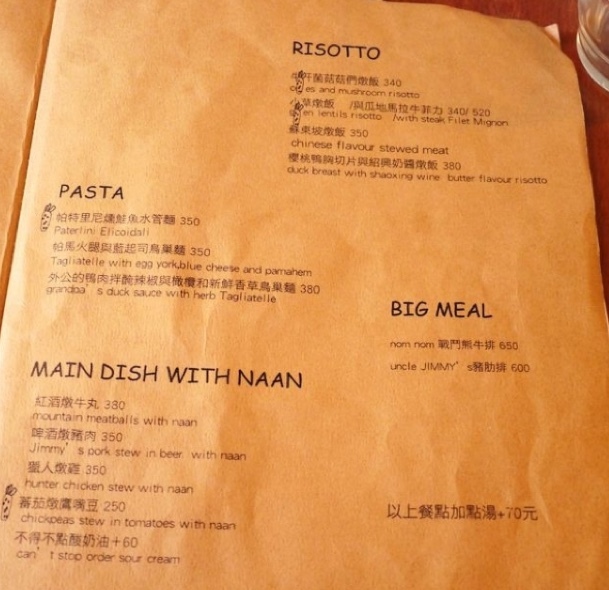 RISOTTO
菌菇菇們燉飯 340
and mushroom risotto
燉飯 /與瓜地馬拉牛菲力 340/ 520
en lentils risotto /with steak Filet Mignon
蘇東坡燉飯 350
chinese flavour stewed meat
櫻桃鴨胸切片與紹興奶醬燉飯 380
duck breast with shaoxing wine butter flavour risotto
PASTA
帕特里尼燻鮭魚水管麵 350
Paterlini Elicoidali
帕馬火腿與藍起司鳥巢麵 350
Tagliatelle with egg york,blue cheese and pamahem
外公的鴨肉拌醃辣椒與橄欖和新鮮香草鳥巢麵 380
grandpa's duck sauce with herb Tagliatelle
BIG MEAL
nom nom 戰鬥熊牛排 650
uncle JIMMY's豬肋排 600
MAIN DISH WITH NAAN
紅酒燉牛丸 380
mountain meatballs with naan
啤酒燉豬肉 350
Jimmy's pork stew in beer with naan
獵人燉雞 350
hunter chicken stew with naan
蕃茄燉鷹嘴豆 250
chickpeas stew in tomatoes with naan
不得不點酸奶油+60
can't stop order sour cream
以上餐點加點湯+70元